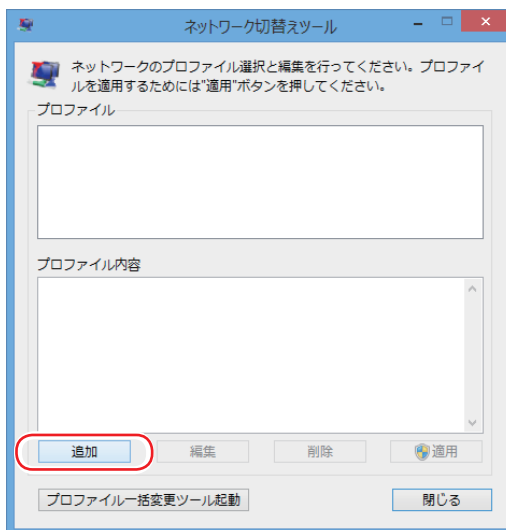 ネットワーク切替えツール
ネットワークのプロファイル選択と編集を行ってください。プロファイ
ルを適用するためには"適用"ボタンを押してください。
プロファイル
プロファイル内容
追加 編集 削除 適用
プロファイル一括変更ツール起動 閉じる